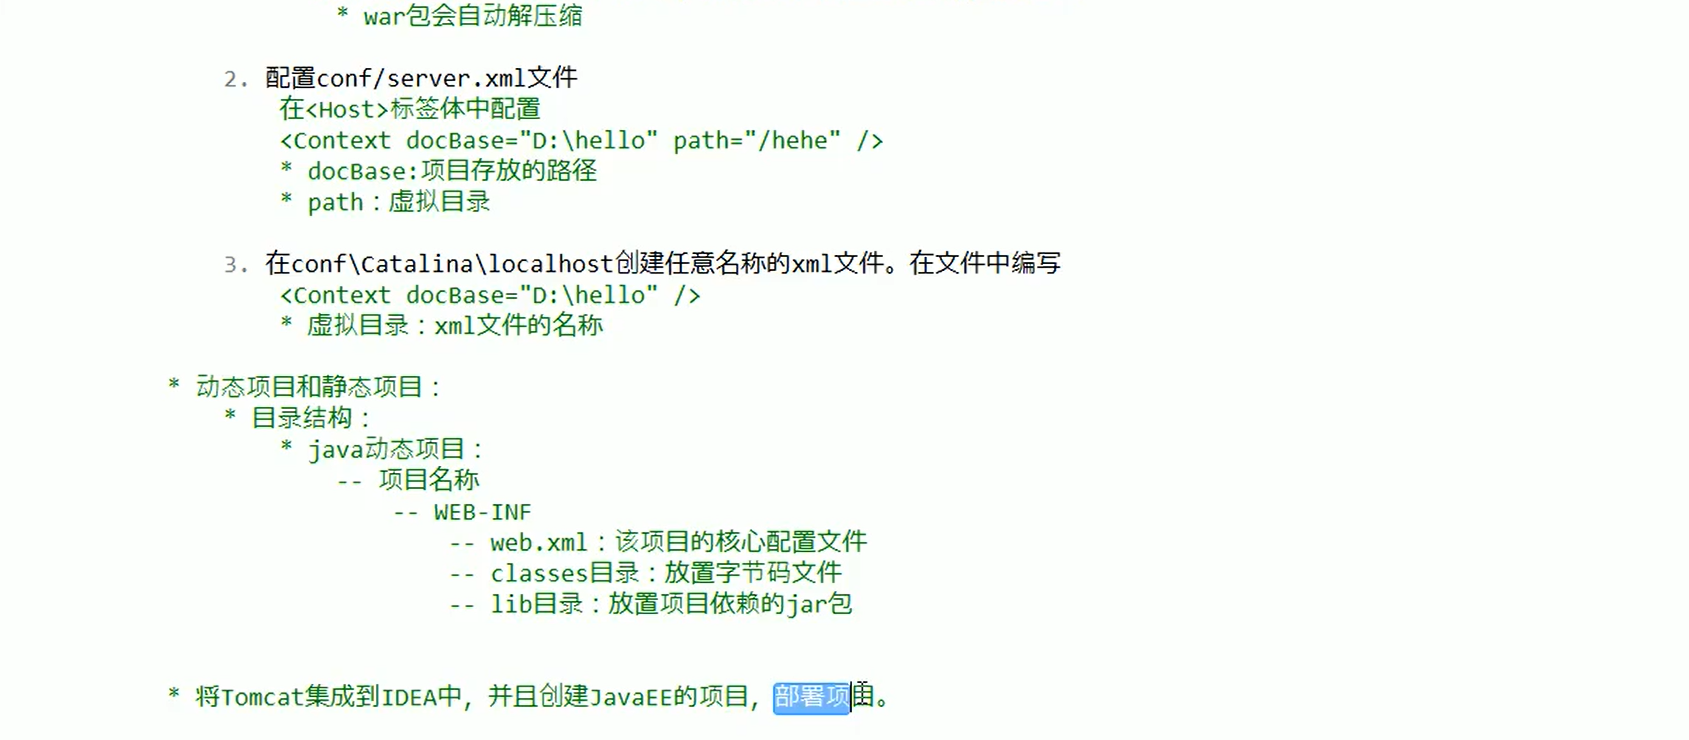 * war包会自动解压缩
2. 配置conf/server.xml文件
在<Host>标签体中配置
<Context docBase="D:\hello" path="/hehe" />
* docBase:项目存放的路径
* path：虚拟目录
3. 在conf\Catalina\localhost创建任意名称的xml文件。在文件中编写
<Context docBase="D:\hello" />
* 虚拟目录：xml文件的名称
* 动态项目和静态项目：
* 目录结构：
* java动态项目：
-- 项目名称
-- WEB-INF
-- web.xml：该项目的核心配置文件
-- classes目录：放置字节码文件
-- lib目录：放置项目依赖的jar包
* 将Tomcat集成到IDEA中，并且创建JavaEE的项目，部署项目。